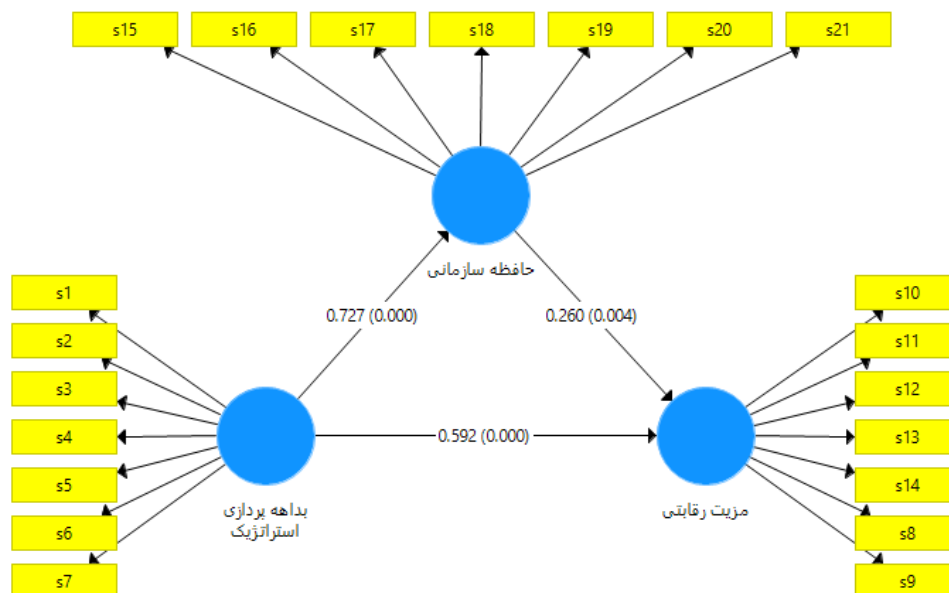 s15
s16
s17
s18
s19
s20
s21
حافظه سازمانی
0.727 (0.000)
0.260 (0.004)
s1
s2
s3
s4
s5
s6
s7
بداهه پردازی
استراتژیک
0.592 (0.000)
مزیت رقابتی
s10
s11
s12
s13
s14
s8
s9